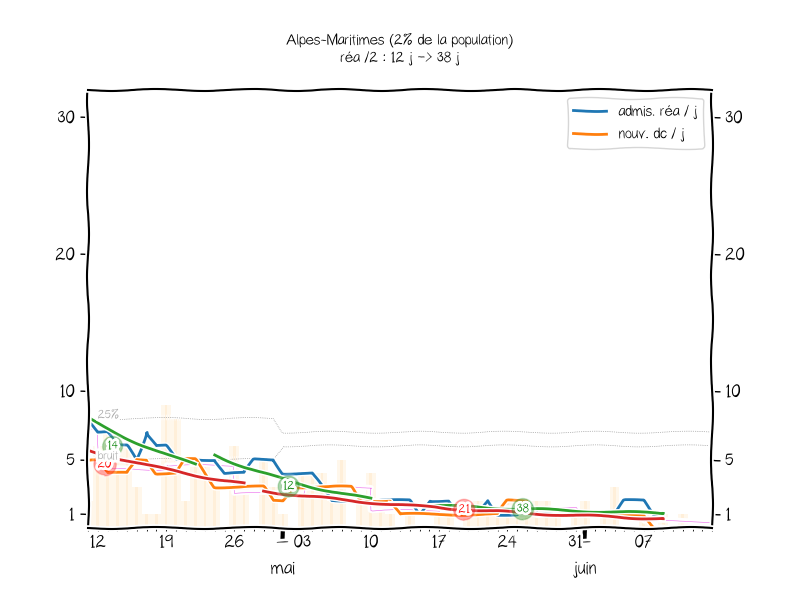 Alpes-Maritimes (2% de la population)
réa /2 : 12 j -> 38 j
admis. réa / j
nouv. dc / j
30
30
20
20
10
10
25%
14
bruit
20
5
5
12
21
38
1
1
12 19 26 03 10 17 24 31 07
mai juin